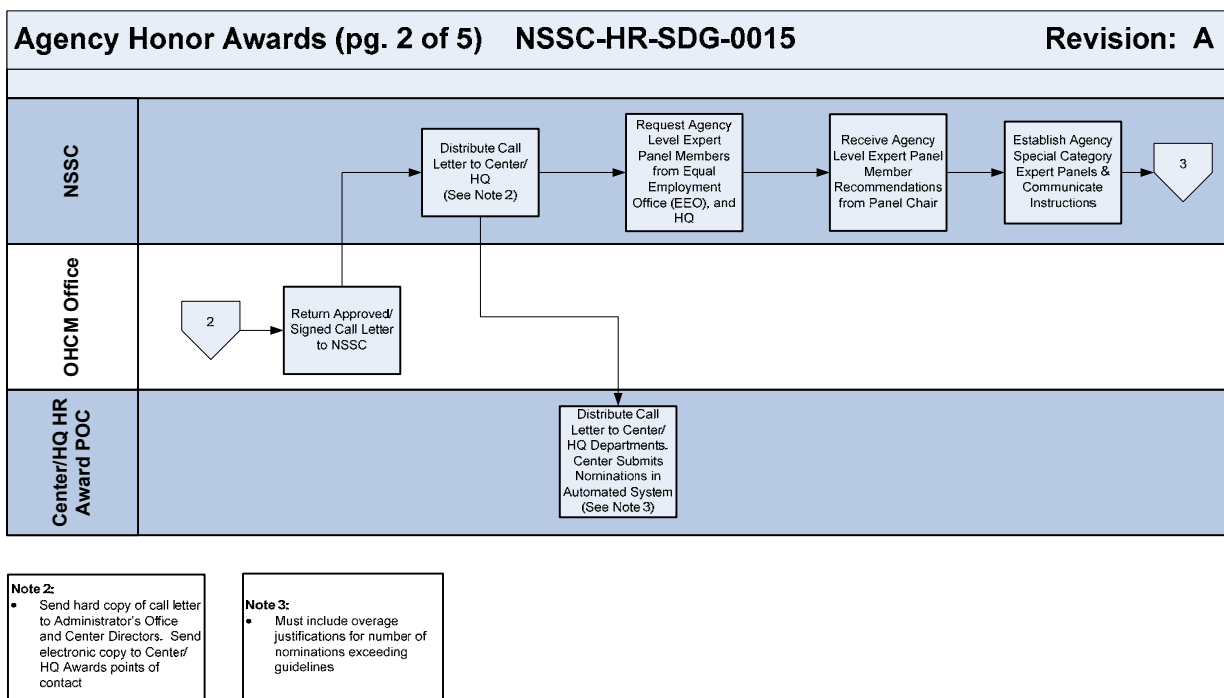 Agency Honor Awards (pg. 2 of 5) NSSC-HR-SDG-0015 Revision: A
NSSC
Distribute Call
Letter to Center/
HQ
(See Note 2)
Request Agency
Level Expert
Panel Members
from Equal
Employment
Office (EEO), and
HQ
Receive Agency
Level Expert Panel
Member
Recommendations
from Panel Chair
Establish Agency
Special Category
Expert Panels &
Communicate
Instructions
3
OHCM Office
2
Return Approved/
Signed Call Letter
to NSSC
Center/HQ HR
Award POC
Distribute Call
Letter to Center/
HQ Departments.
Center Submits
Nominations in
Automated System
(See Note 3)
Note 2:
• Send hard copy of call letter
to Administrator's Office
and Center Directors. Send
electronic copy to Center/
HQ Awards points of
contact
Note 3:
• Must include overage
justifications for number of
nominations exceeding
guidelines